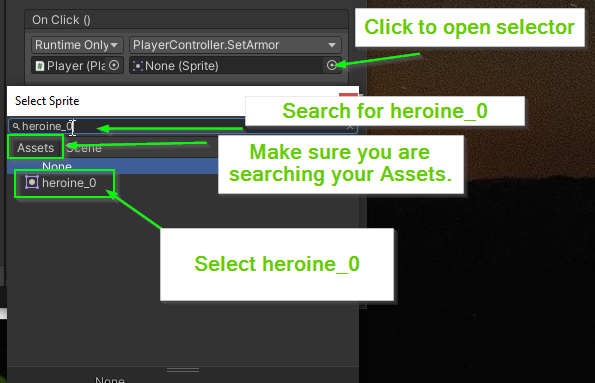 On Click ()
Click to open selector
Runtime Only
PlayerController.SetArmor
Player (Pla
None (Sprite)
Select Sprite
Search for heroine_0
heroine_0
Assets
Scene
Make sure you are
searching your Assets.
None
heroine_0
Select heroine_0
None